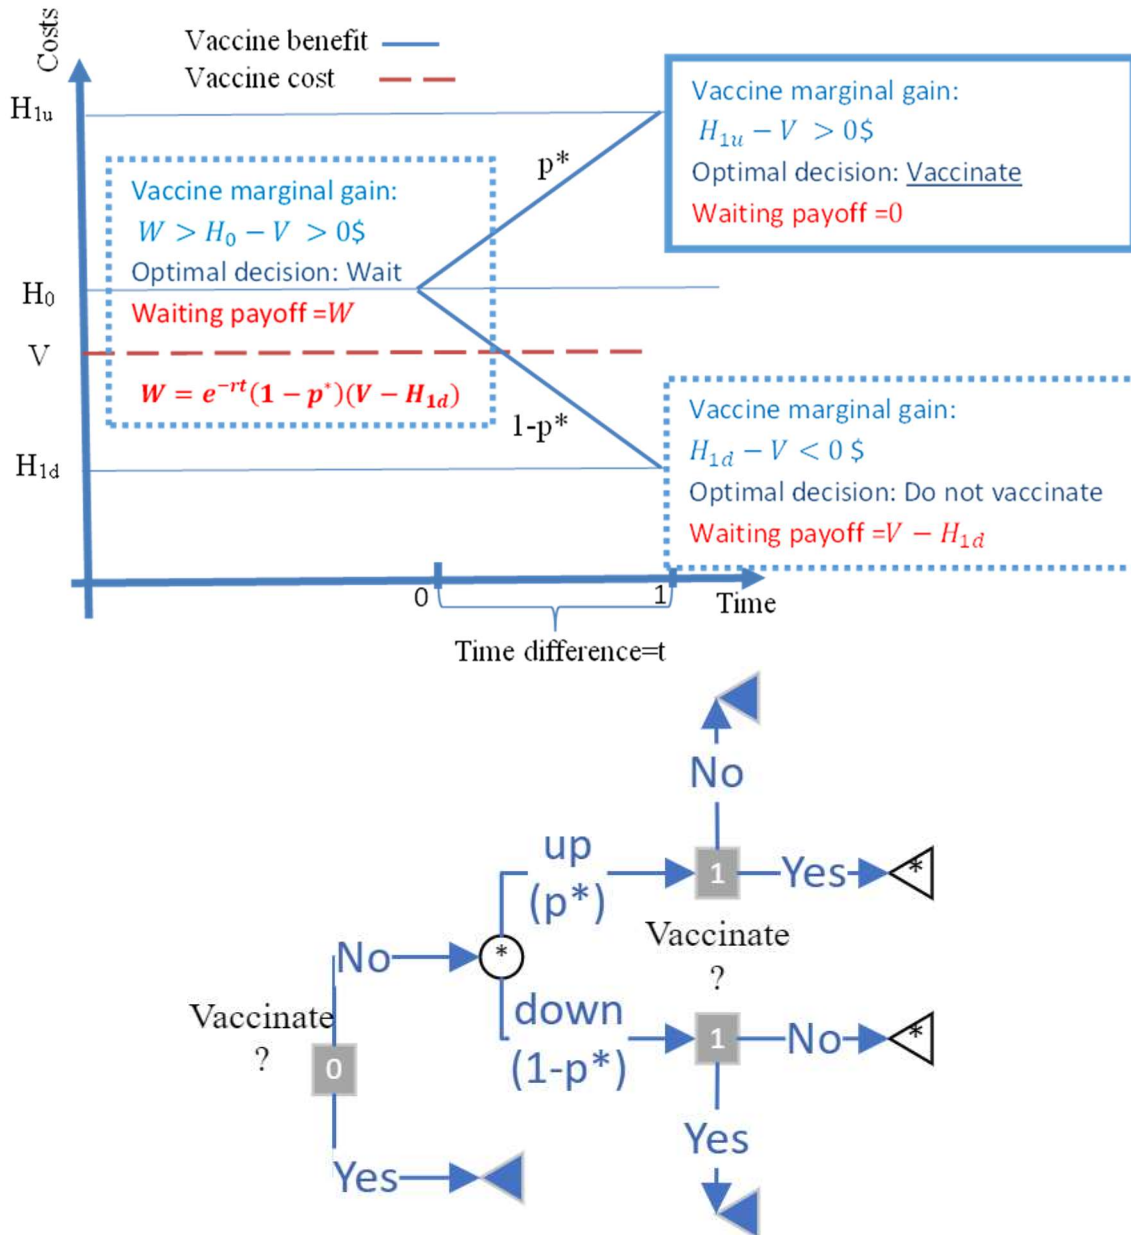 Costs
Vaccine benefit
Vaccine cost
H₁ᵤ
Vaccine marginal gain:
H₁ᵤ − V > 0$
Optimal decision: Vaccinate
Waiting payoff =0
p*
Vaccine marginal gain:
W > H₀ − V > 0$
Optimal decision: Wait
Waiting payoff =W
W = e⁻ʳᵗ(1 − p*)(V − H₁d)
H₀
V
1-p*
H₁d
Vaccine marginal gain:
H₁d − V < 0 $
Optimal decision: Do not vaccinate
Waiting payoff =V − H₁d
0
1
Time
Time difference=t
No
up
(p*)
1
Yes
*
Vaccinate
?
No
*
Vaccinate
?
0
down
(1-p*)
1
No
*
Yes
Yes